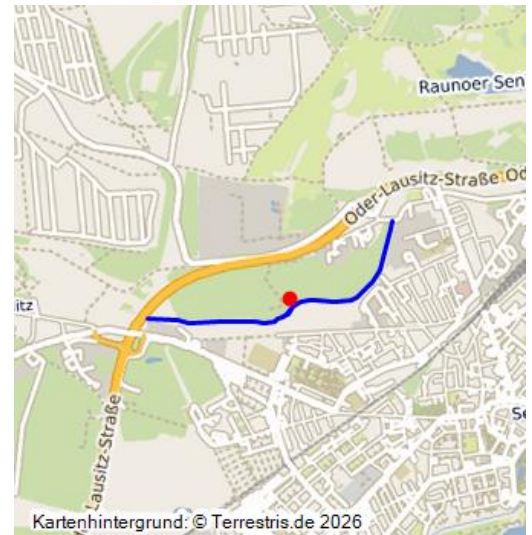 Raunoer Sen
Oder-Lausitz-Straße Od
itz
Lausitz-Straße
Se
Kartenhintergrund: © Terrestris.de 2026